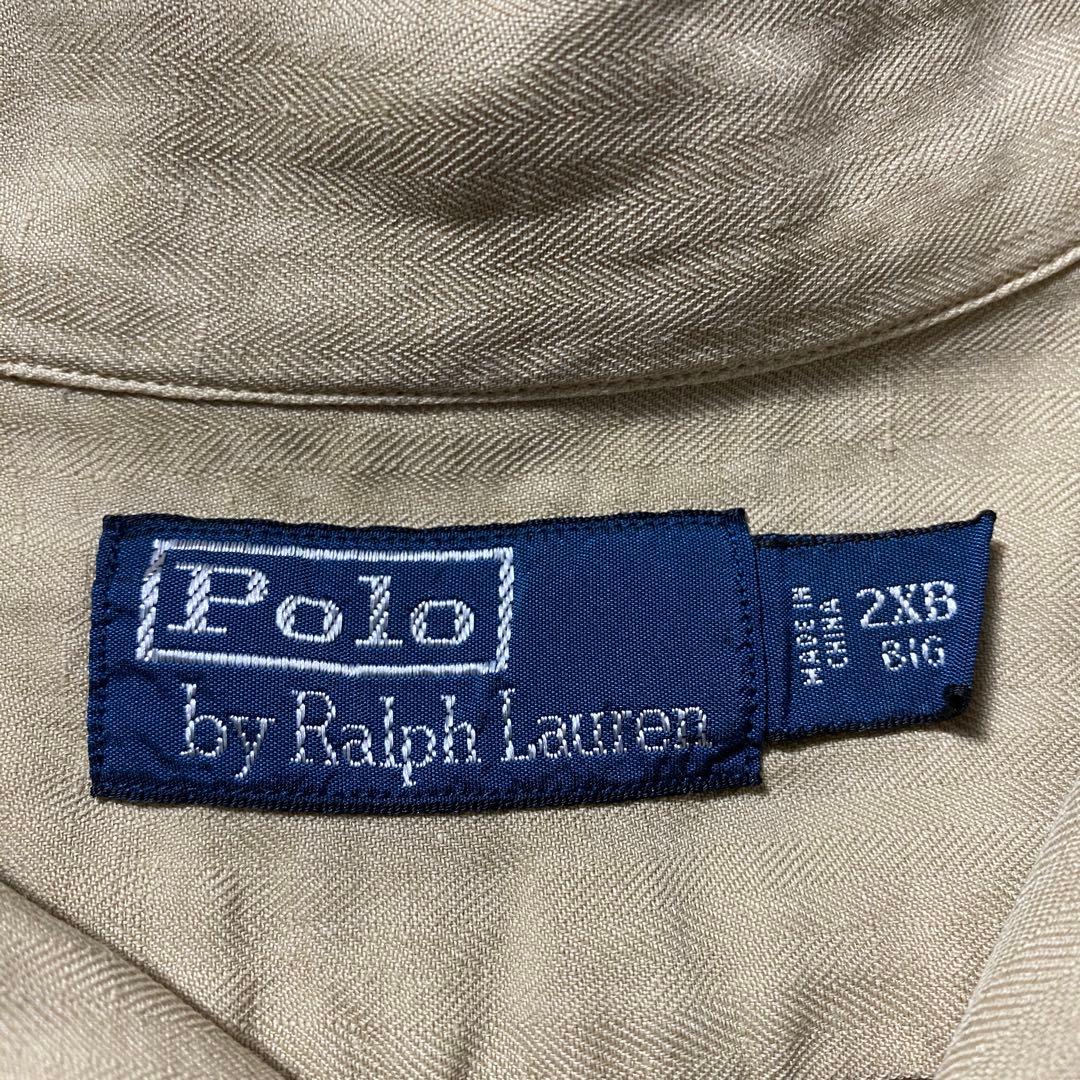 Polo
by Ralph Lauren
MADE IN
CHINA
2XB
BIG